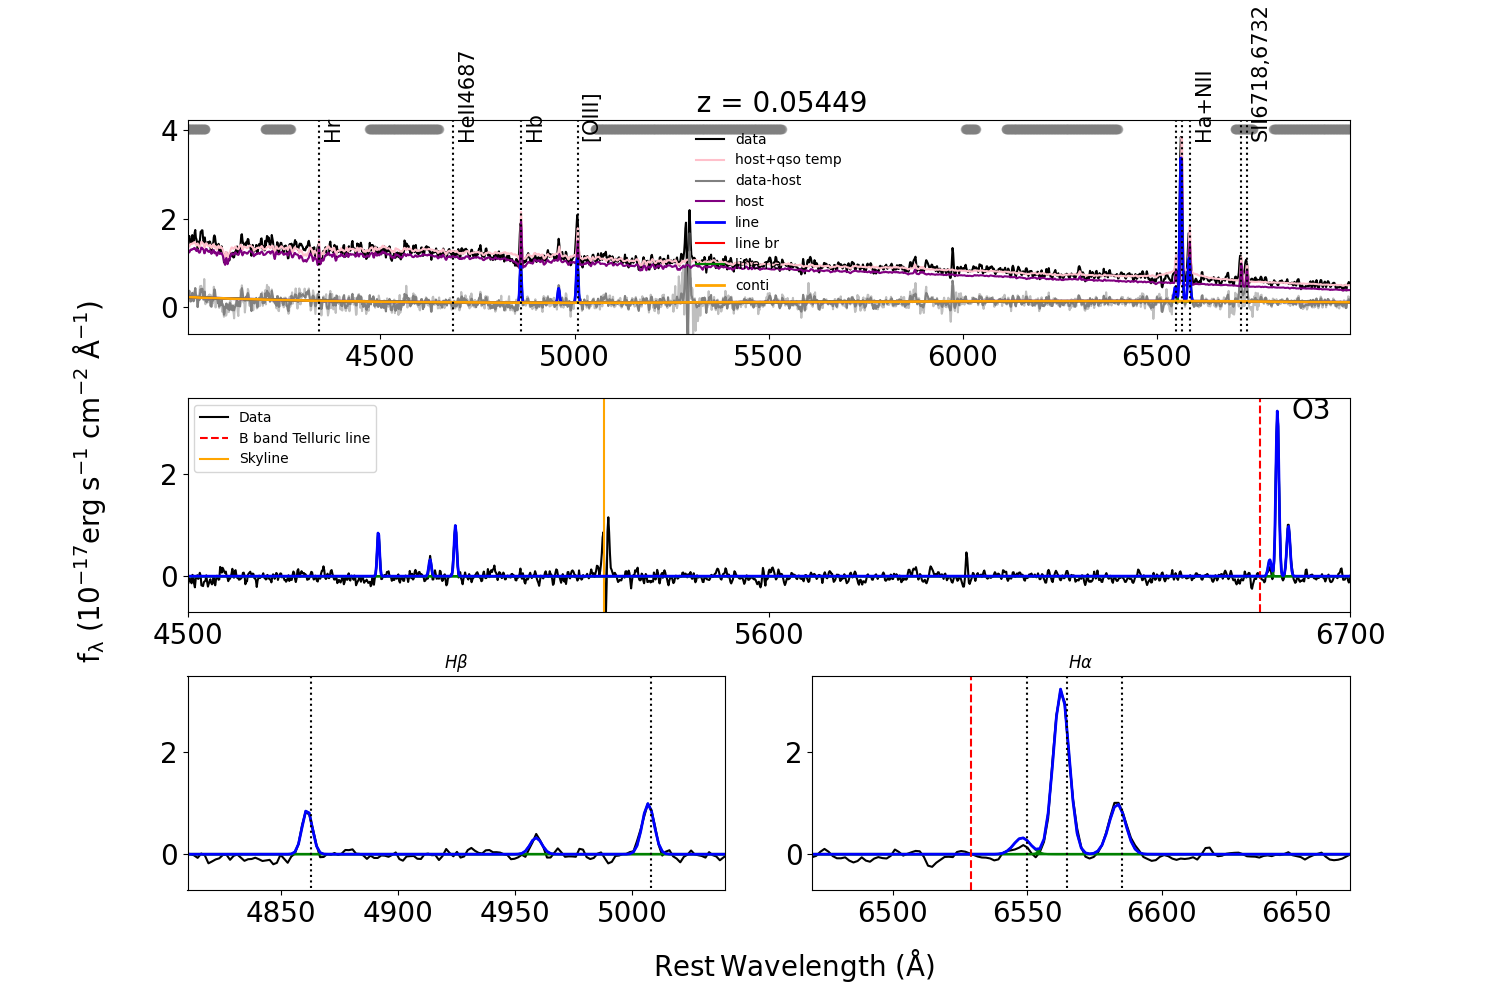 z = 0.05449
Hr
HeII4687
Hb
[OIII]
Ha+NII
SII6718,6732
4
2
0
data
host+qso temp
data-host
host
line
line br
line na
conti
4500
5000
5500
6000
6500
fλ (10⁻¹⁷erg s⁻¹ cm⁻² Å⁻¹)
2
0
Data
B band Telluric line
Skyline
O3
4500
5600
6700
Hβ
2
0
4850
4900
4950
5000
Hα
2
0
6500
6550
6600
6650
Rest Wavelength (Å)